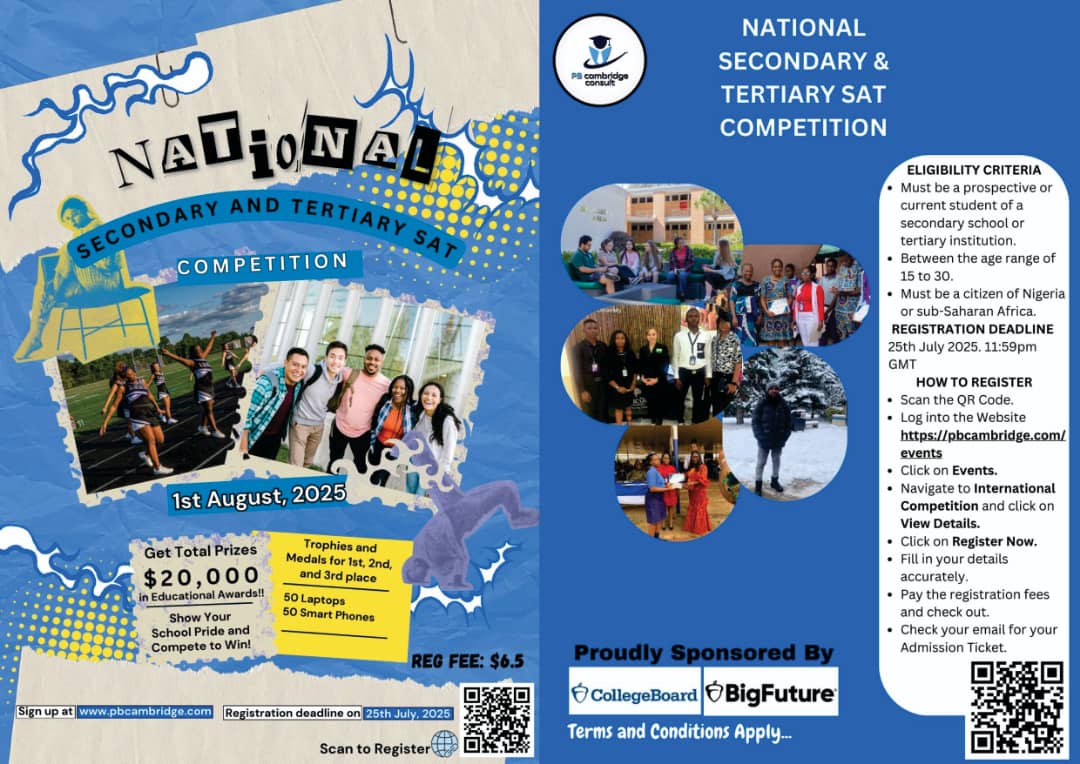 NATiONAL
SECONDARY AND TERTIARY SAT
COMPETITION
1st August, 2025
Get Total Prizes
$20,000
in Educational Awards!!
Show Your
School Pride and
Compete to Win!
Trophies and
Medals for 1st, 2nd,
and 3rd place
50 Laptops
50 Smart Phones
REG FEE: $6.5
Sign up at www.pbcambridge.com
Registration deadline on 25th July, 2025
Scan to Register
PB cambridge
consult
NATIONAL
SECONDARY &
TERTIARY SAT
COMPETITION
ELIGIBILITY CRITERIA
• Must be a prospective or
current student of a
secondary school or
tertiary institution.
• Between the age range of
15 to 30.
• Must be a citizen of Nigeria
or sub-Saharan Africa.
REGISTRATION DEADLINE
25th July 2025. 11:59pm
GMT
HOW TO REGISTER
• Scan the QR Code.
• Log into the Website
https://pbcambridge.com/
events
• Click on Events.
• Navigate to International
Competition and click on
View Details.
• Click on Register Now.
• Fill in your details
accurately.
• Pay the registration fees
and check out.
• Check your email for your
Admission Ticket.
Proudly Sponsored By
CollegeBoard
BigFuture®
Terms and Conditions Apply...